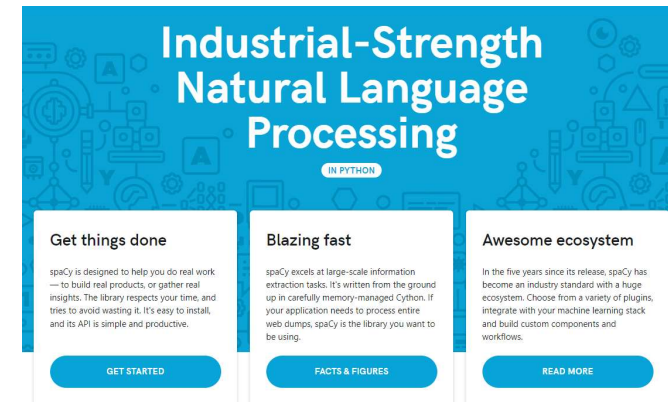 Industrial-Strength
Natural Language
Processing
IN PYTHON
Get things done
spaCy is designed to help you do real work
— to build real products, or gather real
insights. The library respects your time, and
tries to avoid wasting it. It's easy to install,
and its API is simple and productive.
GET STARTED
Blazing fast
spaCy excels at large-scale information
extraction tasks. It's written from the ground
up in carefully memory-managed Cython. If
your application needs to process entire
web dumps, spaCy is the library you want to
be using.
FACTS & FIGURES
Awesome ecosystem
In the five years since its release, spaCy has
become an industry standard with a huge
ecosystem. Choose from a variety of plugins,
integrate with your machine learning stack
and build custom components and
workflows.
READ MORE